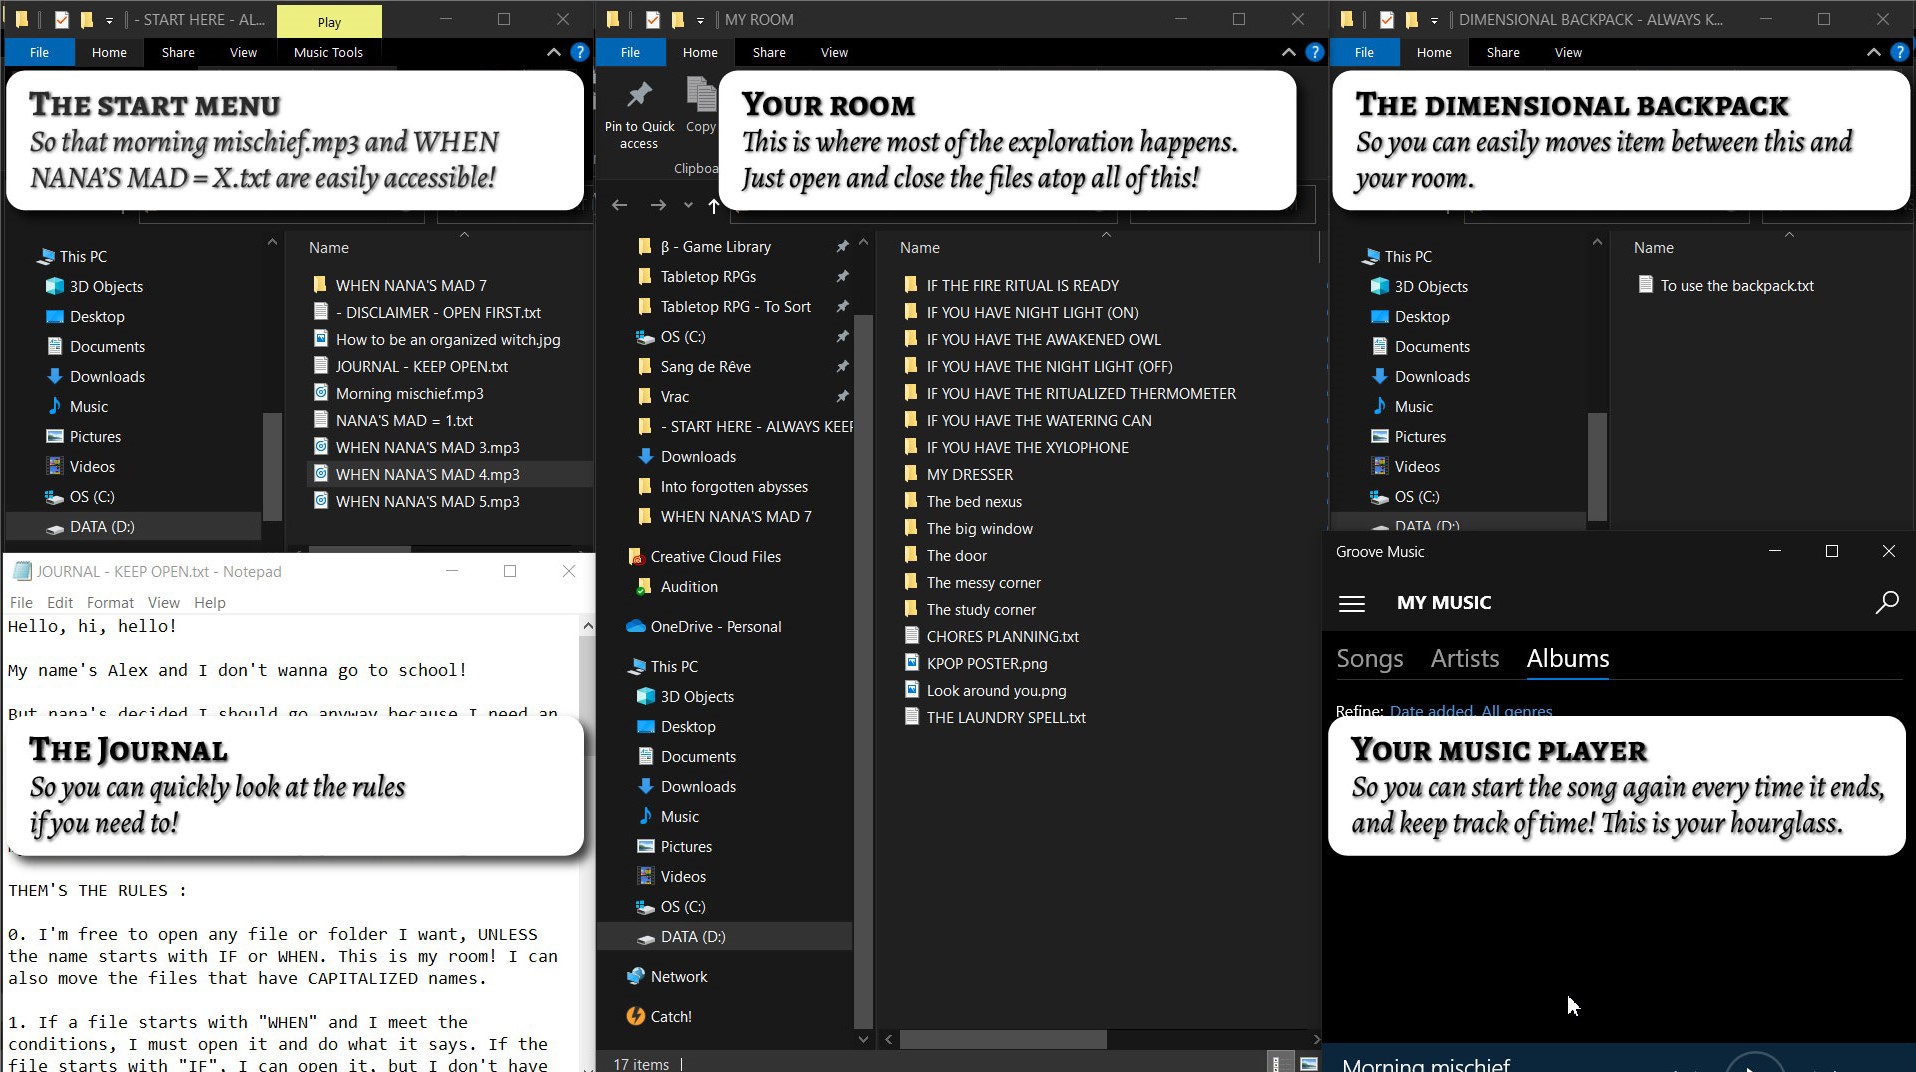 - START HERE - AL...
Play
File
Home
Share
View
Music Tools
The start menu
So that morning mischief.mp3 and WHEN
NANA'S MAD = X.txt are easily accessible!
This PC
3D Objects
Desktop
Documents
Downloads
Music
Pictures
Videos
OS (C:)
DATA (D:)
Name
WHEN NANA'S MAD 7
- DISCLAIMER - OPEN FIRST.txt
How to be an organized witch.jpg
JOURNAL - KEEP OPEN.txt
Morning mischief.mp3
NANA'S MAD = 1.txt
WHEN NANA'S MAD 3.mp3
WHEN NANA'S MAD 4.mp3
WHEN NANA'S MAD 5.mp3
JOURNAL - KEEP OPEN.txt - Notepad
File Edit Format View Help
Hello, hi, hello!
My name's Alex and I don't wanna go to school!
But nana's decided I should go anyway because I need an
The Journal
So you can quickly look at the rules
if you need to!
THEM'S THE RULES :
0. I'm free to open any file or folder I want, UNLESS
the name starts with IF or WHEN. This is my room! I can
also move the files that have CAPITALIZED names.
1. If a file starts with "WHEN" and I meet the
conditions, I must open it and do what it says. If the
file starts with "IF", I can open it, but I don't have
MY ROOM
File
Home
Share
View
Pin to Quick
access
Copy
Clipboa
Your room
This is where most of the exploration happens.
Just open and close the files atop all of this!
β - Game Library
Tabletop RPGs
Tabletop RPG - To Sort
OS (C:)
Sang de Rêve
Vrac
- START HERE - ALWAYS KEEP
Downloads
Into forgotten abysses
WHEN NANA'S MAD 7
Creative Cloud Files
Audition
OneDrive - Personal
This PC
3D Objects
Desktop
Documents
Downloads
Music
Pictures
Videos
OS (C:)
DATA (D:)
Network
Catch!
Name
IF THE FIRE RITUAL IS READY
IF YOU HAVE NIGHT LIGHT (ON)
IF YOU HAVE THE AWAKENED OWL
IF YOU HAVE THE NIGHT LIGHT (OFF)
IF YOU HAVE THE RITUALIZED THERMOMETER
IF YOU HAVE THE WATERING CAN
IF YOU HAVE THE XYLOPHONE
MY DRESSER
The bed nexus
The big window
The door
The messy corner
The study corner
CHORES PLANNING.txt
KPOP POSTER.png
Look around you.png
THE LAUNDRY SPELL.txt
17 items
DIMENSIONAL BACKPACK - ALWAYS K...
File
Home
Share
View
The dimensional backpack
So you can easily moves item between this and
your room.
This PC
3D Objects
Desktop
Documents
Downloads
Music
Pictures
Videos
OS (C:)
DATA (D:)
Name
To use the backpack.txt
Groove Music
MY MUSIC
Songs Artists Albums
Refine: Date added, All genres
Your music player
So you can start the song again every time it ends,
and keep track of time! This is your hourglass.
Morning mischief